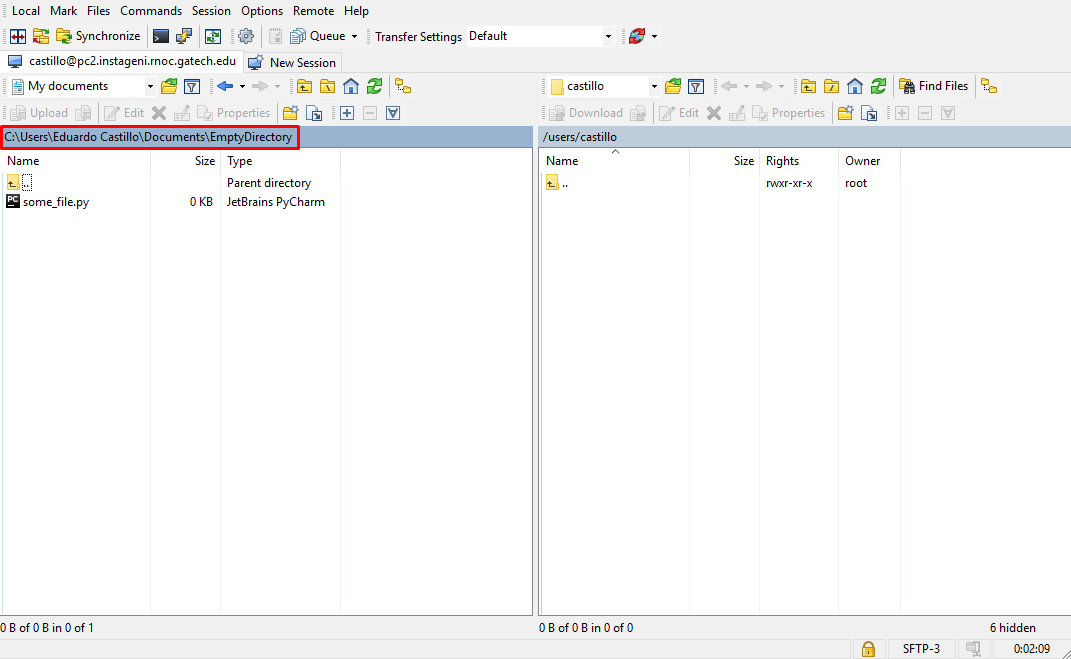 Local Mark Files Commands Session Options Remote Help
Synchronize Queue Transfer Settings Default
castillo@pc2.instageni.rnoc.gatech.edu New Session
My documents castillo Find Files
Upload Edit Properties Download Edit Properties
C:\Users\Eduardo Castillo\Documents\EmptyDirectory /users/castillo
Name Size Type Name Size Rights Owner
.. Parent directory .. rwxr-xr-x root
PC some_file.py 0 KB JetBrains PyCharm
0 B of 0 B in 0 of 1 0 B of 0 B in 0 of 0 6 hidden
SFTP-3 0:02:09